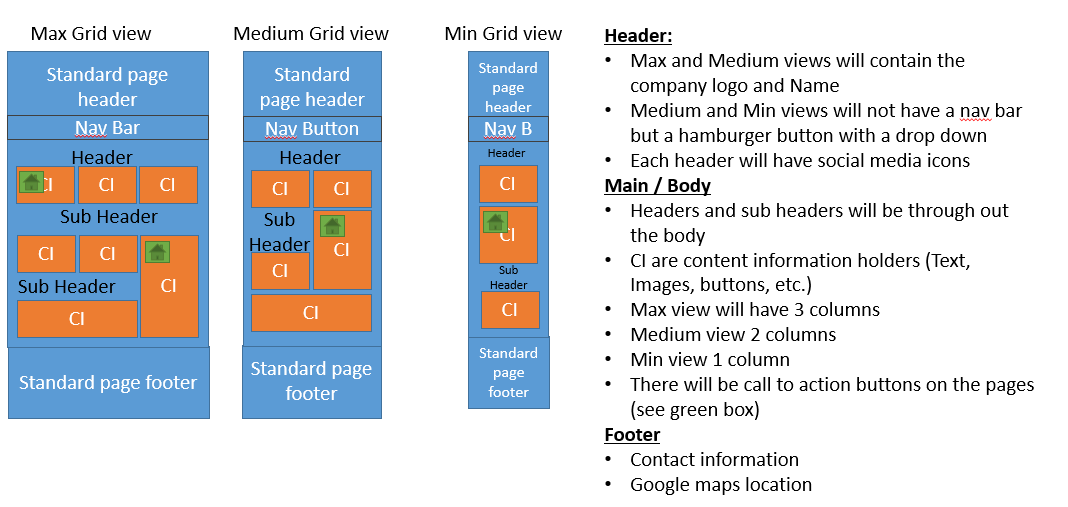 Max Grid view
Standard page
header
Nav Bar
Header
CI
CI
CI
Sub Header
CI
CI
CI
Sub Header
CI
Standard page footer
Medium Grid view
Standard
page header
Nav Button
Header
CI
CI
Sub
Header
CI
CI
CI
Standard page
footer
Min Grid view
Standard
page
header
Nav B
Header
CI
CI
Sub
Header
CI
Standard
page
footer
Header:
• Max and Medium views will contain the
company logo and Name
• Medium and Min views will not have a nav bar
but a hamburger button with a drop down
• Each header will have social media icons
Main / Body
• Headers and sub headers will be through out
the body
• CI are content information holders (Text,
Images, buttons, etc.)
• Max view will have 3 columns
• Medium view 2 columns
• Min view 1 column
• There will be call to action buttons on the pages
(see green box)
Footer
• Contact information
• Google maps location